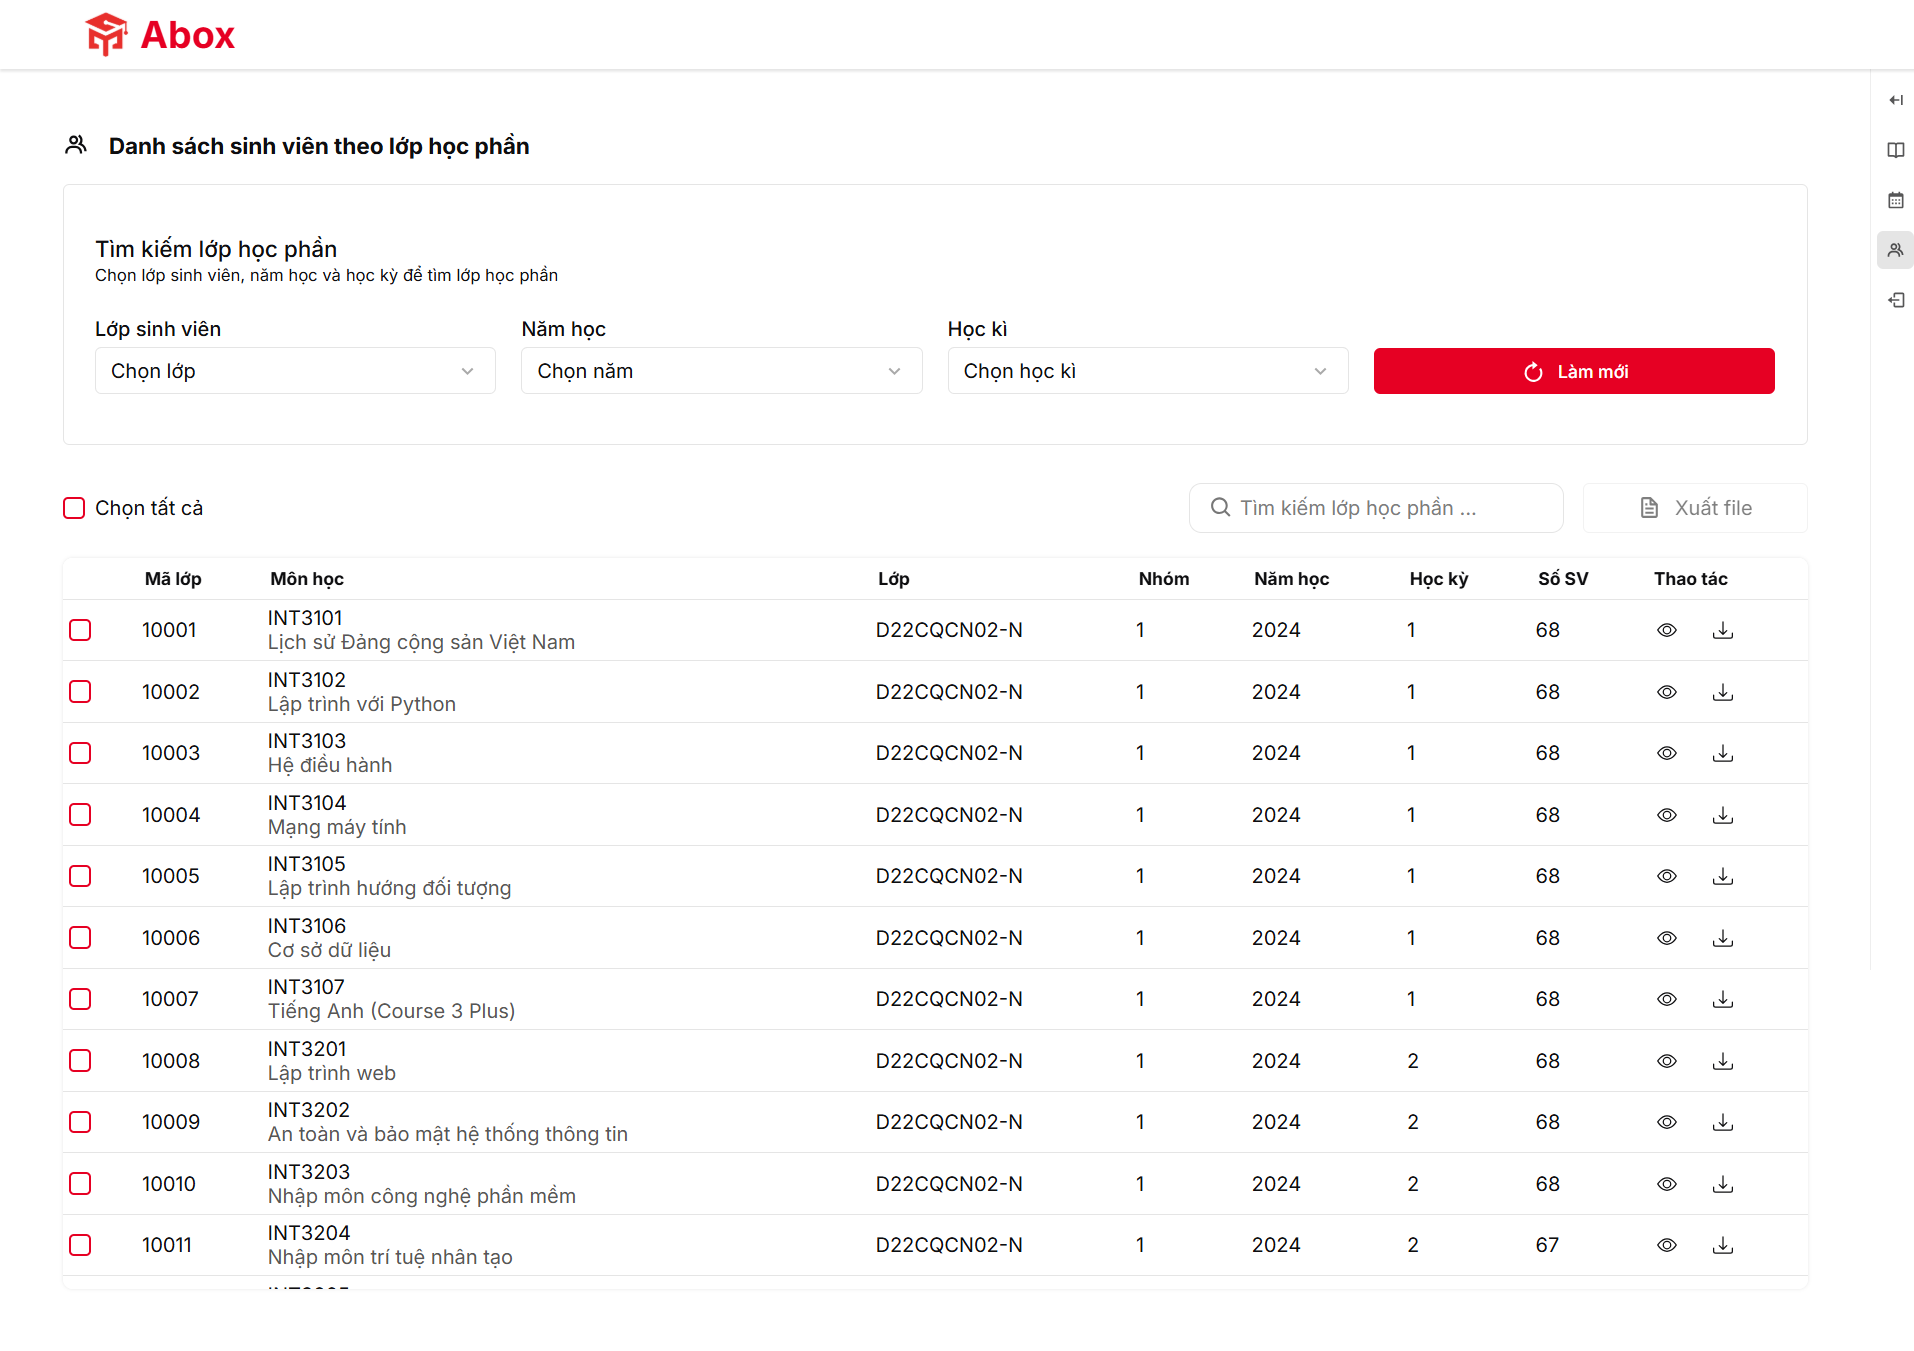 Abox
Danh sách sinh viên theo lớp học phần
Tìm kiếm lớp học phần
Chọn lớp sinh viên, năm học và học kỳ để tìm lớp học phần
Lớp sinh viên Năm học Học kì
Chọn lớp Chọn năm Chọn học kì Làm mới
Chọn tất cả Tìm kiếm lớp học phần ... Xuất file
Mã lớp Môn học Lớp Nhóm Năm học Học kỳ Số SV Thao tác
10001 INT3101 D22CQCN02-N 1 2024 1 68
Lịch sử Đảng cộng sản Việt Nam
10002 INT3102 D22CQCN02-N 1 2024 1 68
Lập trình với Python
10003 INT3103 D22CQCN02-N 1 2024 1 68
Hệ điều hành
10004 INT3104 D22CQCN02-N 1 2024 1 68
Mạng máy tính
10005 INT3105 D22CQCN02-N 1 2024 1 68
Lập trình hướng đối tượng
10006 INT3106 D22CQCN02-N 1 2024 1 68
Cơ sở dữ liệu
10007 INT3107 D22CQCN02-N 1 2024 1 68
Tiếng Anh (Course 3 Plus)
10008 INT3201 D22CQCN02-N 1 2024 2 68
Lập trình web
10009 INT3202 D22CQCN02-N 1 2024 2 68
An toàn và bảo mật hệ thống thông tin
10010 INT3203 D22CQCN02-N 1 2024 2 68
Nhập môn công nghệ phần mềm
10011 INT3204 D22CQCN02-N 1 2024 2 67
Nhập môn trí tuệ nhân tạo